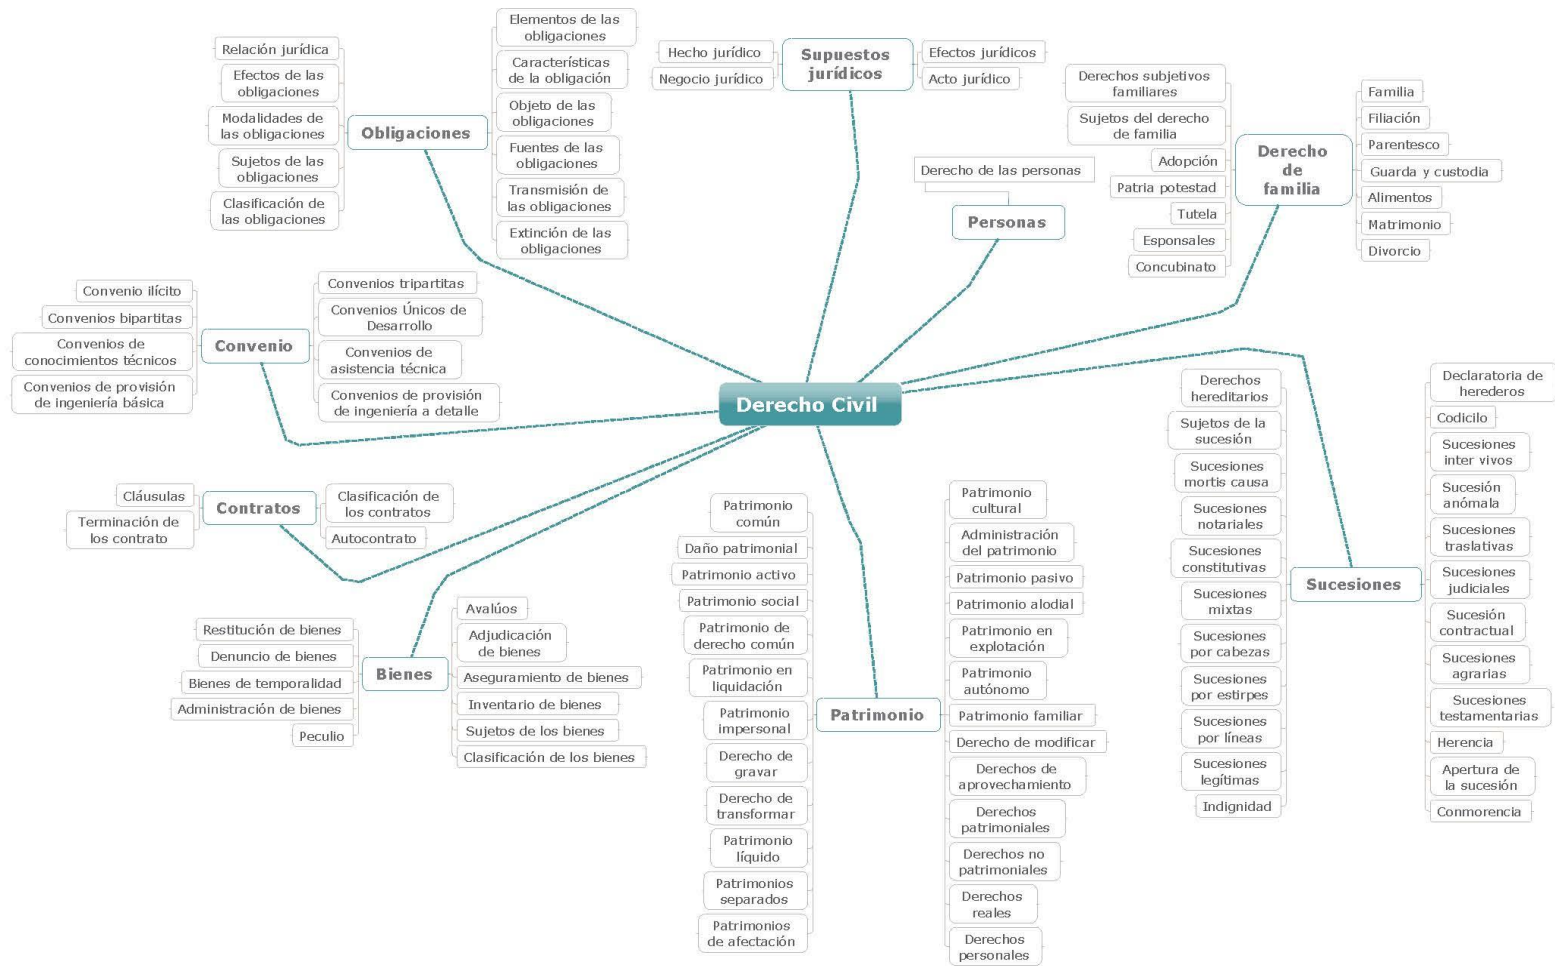 Relación jurídica
Efectos de las
obligaciones
Modalidades de
las obligaciones
Sujetos de las
obligaciones
Clasificación de
las obligaciones
Obligaciones
Elementos de las
obligaciones
Características
de la obligación
Objeto de las
obligaciones
Fuentes de las
obligaciones
Transmisión de
las obligaciones
Extinción de las
obligaciones
Hecho jurídico
Negocio jurídico
Supuestos
jurídicos
Efectos jurídicos
Acto jurídico
Derecho de las personas
Personas
Derechos subjetivos
familiares
Sujetos del derecho
de familia
Adopción
Patria potestad
Tutela
Esponsales
Concubinato
Derecho
de
familia
Familia
Filiación
Parentesco
Guarda y custodia
Alimentos
Matrimonio
Divorcio
Convenio ilícito
Convenios bipartitas
Convenios de
conocimientos técnicos
Convenios de provisión
de ingeniería básica
Convenio
Convenios tripartitas
Convenios Únicos de
Desarrollo
Convenios de
asistencia técnica
Convenios de provisión
de ingeniería a detalle
Derecho Civil
Cláusulas
Terminación de
los contrato
Contratos
Clasificación de
los contratos
Autocontrato
Restitución de bienes
Denuncio de bienes
Bienes de temporalidad
Administración de bienes
Peculio
Bienes
Avalúos
Adjudicación
de bienes
Aseguramiento de bienes
Inventario de bienes
Sujetos de los bienes
Clasificación de los bienes
Patrimonio
común
Daño patrimonial
Patrimonio activo
Patrimonio social
Patrimonio de
derecho común
Patrimonio en
liquidación
Patrimonio
impersonal
Derecho de
gravar
Derecho de
transformar
Patrimonio
líquido
Patrimonios
separados
Patrimonios
de afectación
Patrimonio
Patrimonio
cultural
Administración
del patrimonio
Patrimonio pasivo
Patrimonio alodial
Patrimonio en
explotación
Patrimonio
autónomo
Patrimonio familiar
Derecho de modificar
Derechos de
aprovechamiento
Derechos
patrimoniales
Derechos no
patrimoniales
Derechos
reales
Derechos
personales
Derechos
hereditarios
Sujetos de la
sucesión
Sucesiones
mortis causa
Sucesiones
notariales
Sucesiones
constitutivas
Sucesiones
mixtas
Sucesiones
por cabezas
Sucesiones
por estirpes
Sucesiones
por líneas
Sucesiones
legítimas
Indignidad
Sucesiones
Declaratoria de
herederos
Codicilo
Sucesiones
inter vivos
Sucesión
anómala
Sucesiones
traslativas
Sucesiones
judiciales
Sucesión
contractual
Sucesiones
agrarias
Sucesiones
testamentarias
Herencia
Apertura de
la sucesión
Conmorencia